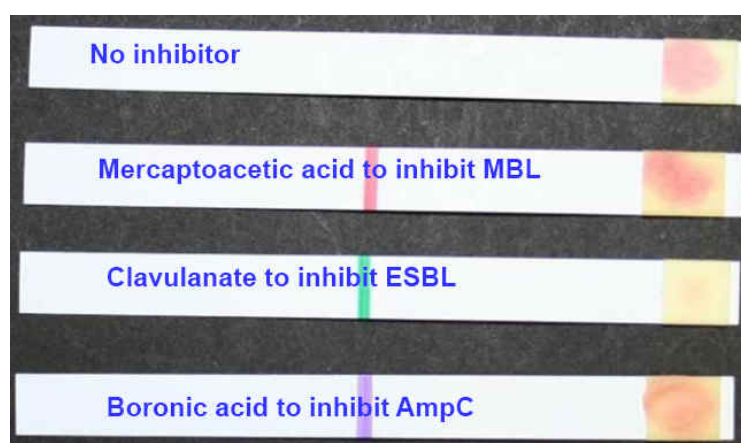 No inhibitor
Mercaptoacetic acid to inhibit MBL
Clavulanate to inhibit ESBL
Boronic acid to inhibit AmpC